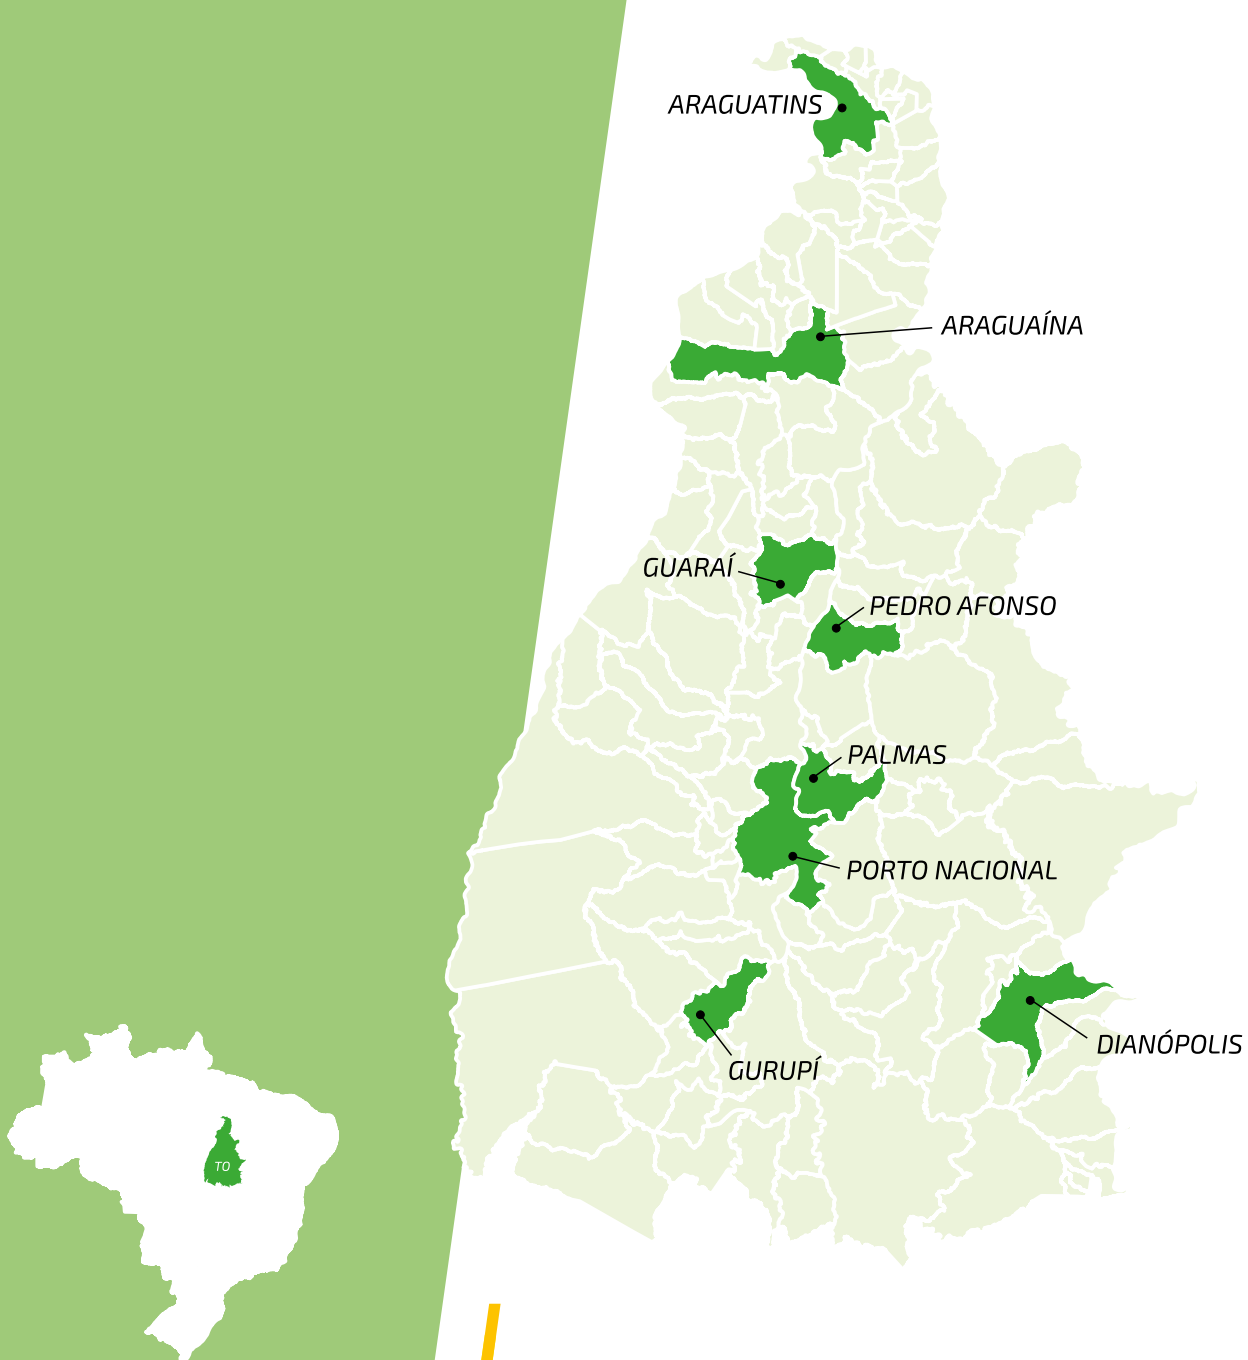 ARAGUATINS
ARAGUAÍNA
GUARAÍ
PEDRO AFONSO
PALMAS
PORTO NACIONAL
DIANÓPOLIS
GURUPÍ
TO